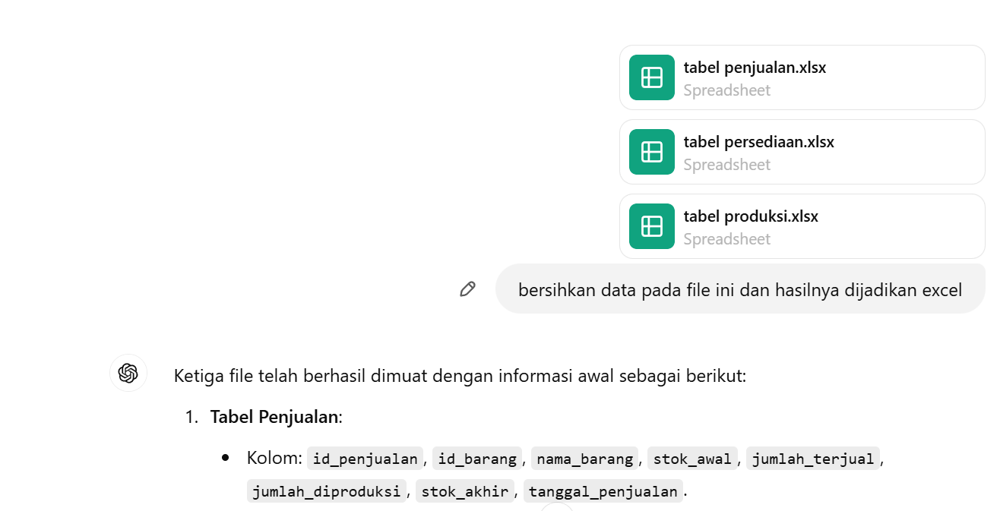 tabel penjualan.xlsx
Spreadsheet
tabel persediaan.xlsx
Spreadsheet
tabel produksi.xlsx
Spreadsheet
bersihkan data pada file ini dan hasilnya dijadikan excel
Ketiga file telah berhasil dimuat dengan informasi awal sebagai berikut:
1. Tabel Penjualan:
• Kolom: id_penjualan, id_barang, nama_barang, stok_awal, jumlah_terjual,
jumlah_diproduksi, stok_akhir, tanggal_penjualan.